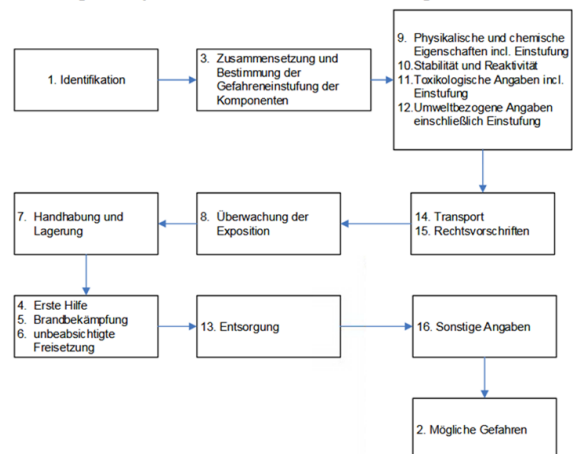 1. Identifikation
3. Zusammensetzung und
Bestimmung der
Gefahreneinstufung der
Komponenten
9. Physikalische und chemische
Eigenschaften incl. Einstufung
10. Stabilität und Reaktivität
11. Toxikologische Angaben incl.
Einstufung
12. Umweltbezogene Angaben
einschließlich Einstufung
14. Transport
15. Rechtsvorschriften
8. Überwachung der
Exposition
7. Handhabung und
Lagerung
4. Erste Hilfe
5. Brandbekämpfung
6. unbeabsichtigte
Freisetzung
13. Entsorgung
16. Sonstige Angaben
2. Mögliche Gefahren